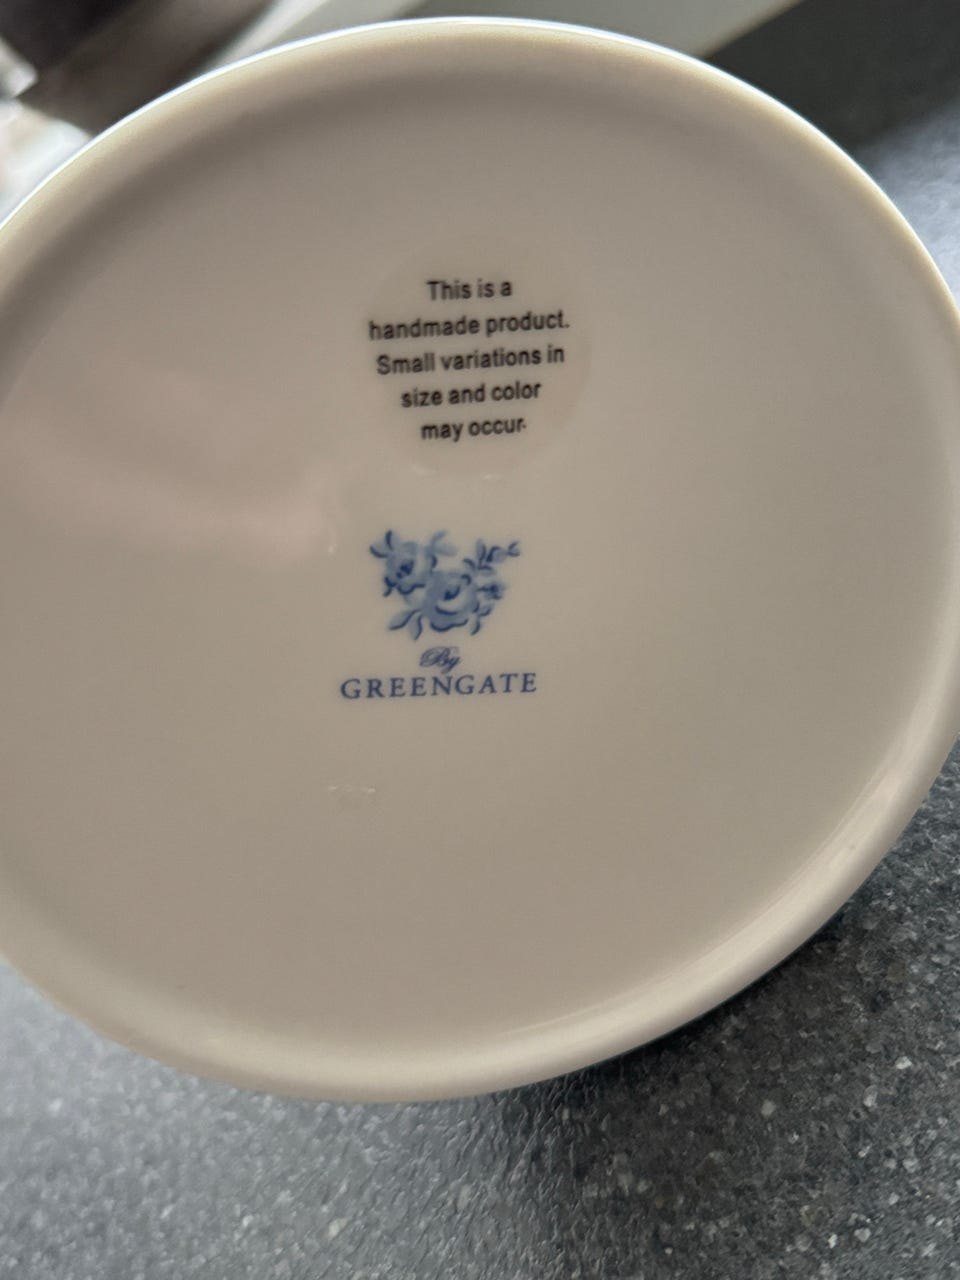 This is a
handmade product.
Small variations in
size and color
may occur.
By
GREENGATE